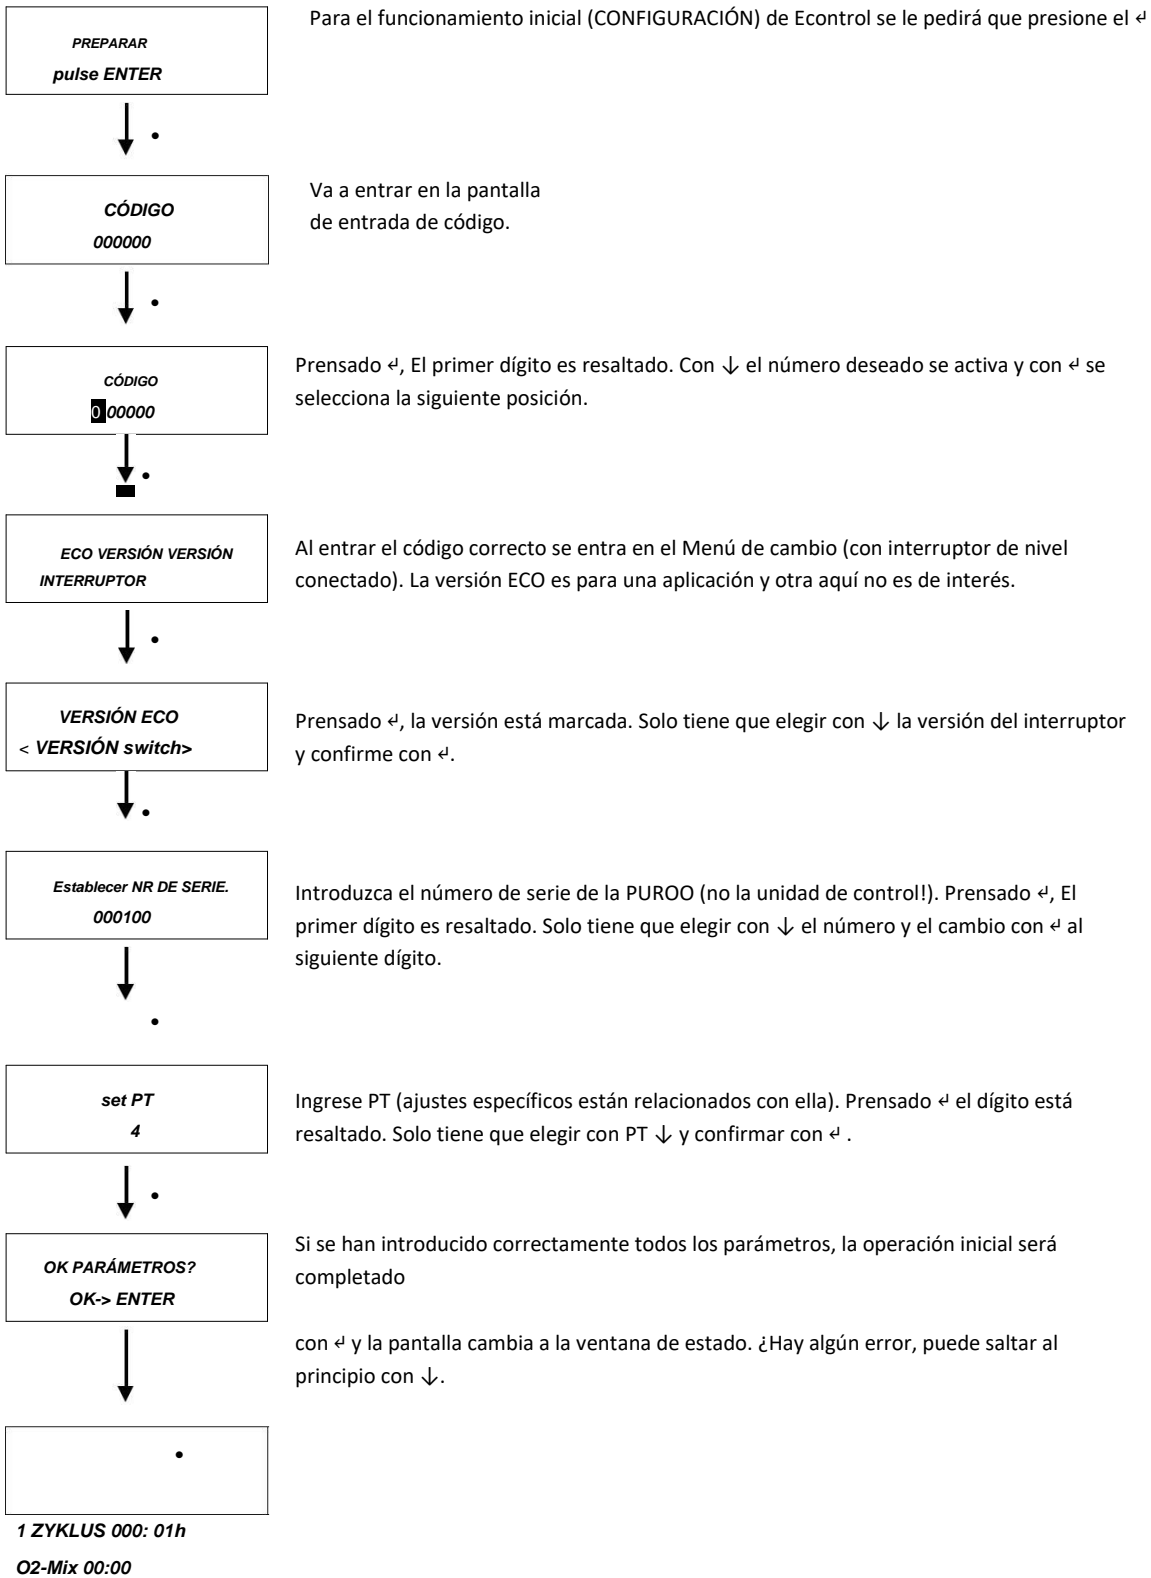 Para el funcionamiento inicial (CONFIGURACIÓN) de Econtrol se le pedirá que presione el ↵
PREPARAR
pulse ENTER
•
CÓDIGO
000000
Va a entrar en la pantalla
de entrada de código.
•
CÓDIGO
0 00000
Prensado ↵, El primer dígito es resaltado. Con ↓ el número deseado se activa y con ↵ se
selecciona la siguiente posición.
•
ECO VERSIÓN VERSIÓN
INTERRUPTOR
Al entrar el código correcto se entra en el Menú de cambio (con interruptor de nivel
conectado). La versión ECO es para una aplicación y otra aquí no es de interés.
•
VERSIÓN ECO
< VERSIÓN switch>
Prensado ↵, la versión está marcada. Solo tiene que elegir con ↓ la versión del interruptor
y confirme con ↵.
•
Establecer NR DE SERIE.
000100
Introduzca el número de serie de la PUROO (no la unidad de control!). Prensado ↵, El
primer dígito es resaltado. Solo tiene que elegir con ↓ el número y el cambio con ↵ al
siguiente dígito.
•
set PT
4
Ingrese PT (ajustes específicos están relacionados con ella). Prensado ↵ el dígito está
resaltado. Solo tiene que elegir con PT ↓ y confirmar con ↵ .
•
OK PARÁMETROS?
OK-> ENTER
Si se han introducido correctamente todos los parámetros, la operación inicial será
completado
con ↵ y la pantalla cambia a la ventana de estado. ¿Hay algún error, puede saltar al
principio con ↓.
•
1 ZYKLUS 000: 01h
O2-Mix 00:00